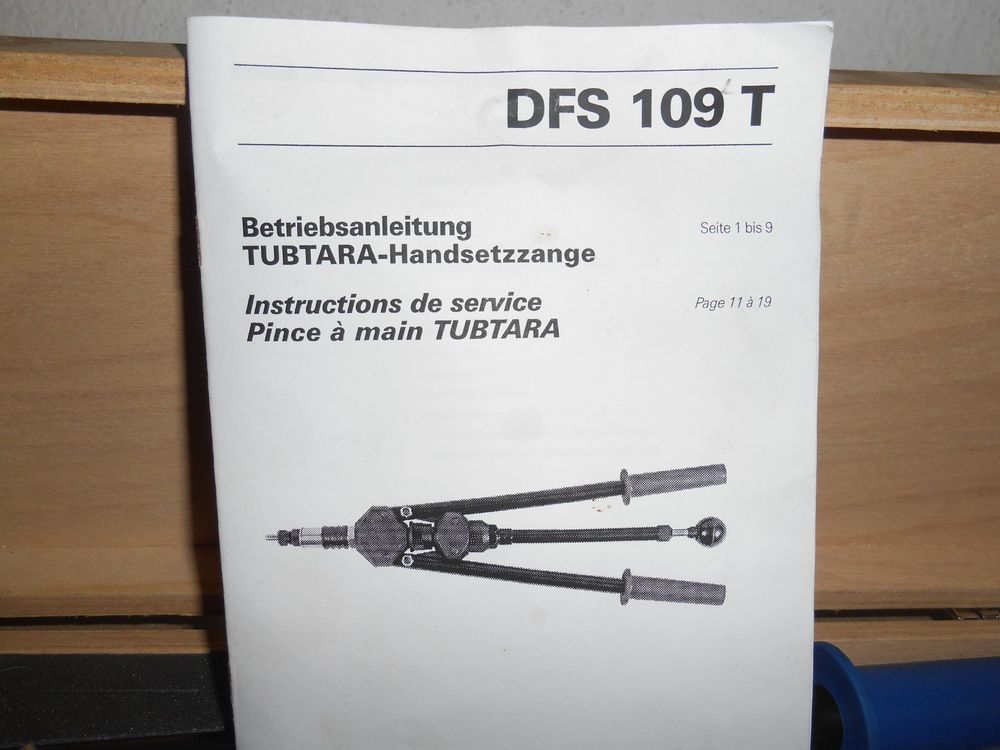 DFS 109 T
Betriebsanleitung Seite 1 bis 9
TUBTARA-Handsetzzange
Instructions de service Page 11 à 19
Pince à main TUBTARA